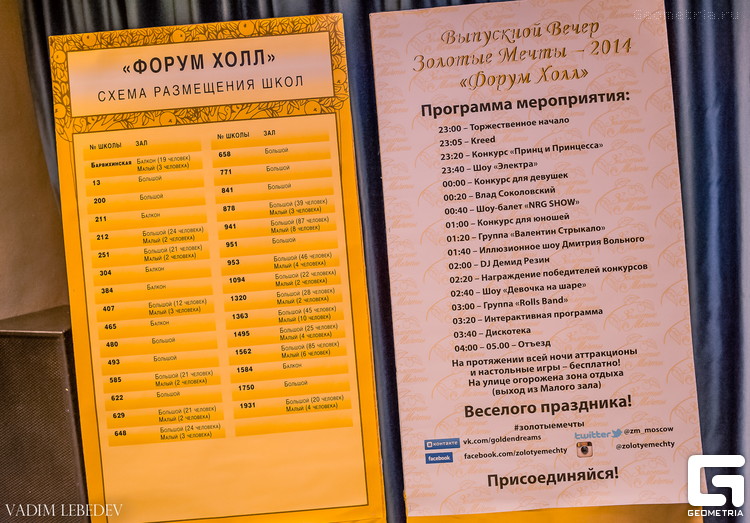 «ФОРУМ ХОЛЛ»
СХЕМА РАЗМЕЩЕНИЯ ШКОЛ
№ ШКОЛЫ ЗАЛ
Барвихинская Балкон (19 человек)
Малый (3 человека)
13 Большой
200 Большой
211 Балкон
212 Большой (24 человека)
Малый (2 человека)
251 Большой (21 человек)
Малый (2 человека)
304 Балкон
384 Балкон
407 Большой (12 человек)
Малый (3 человека)
465 Балкон
480 Большой
493 Большой
585 Большой (21 человек)
Малый (2 человека)
622 Большой
629 Большой (21 человек)
Малый (2 человека)
648 Большой (24 человека)
Малый (3 человека)
№ ШКОЛЫ ЗАЛ
658 Большой
771 Большой
841 Большой
878 Большой (39 человек)
Малый (3 человека)
941 Большой (87 человек)
Малый (8 человек)
951 Большой
953 Большой (46 человек)
Малый (4 человека)
1094 Большой (22 человека)
Малый (2 человека)
1320 Большой (28 человек)
Малый (2 человека)
1363 Большой (45 человек)
Малый (10 человек)
1495 Большой (25 человек)
Малый (4 человека)
1562 Большой (85 человек)
Малый (6 человек)
1584 Балкон
1750 Большой
1931 Большой (20 человек)
Малый (4 человека)
Выпускной Вечер
Золотые Мечты – 2014
«Форум Холл»
Программа мероприятия:
23:00 – Торжественное начало
23:05 – Kreed
23:20 – Конкурс «Принц и Принцесса»
23:40 – Шоу «Электра»
00:00 – Конкурс для девушек
00:20 – Влад Соколовский
00:40 – Шоу-балет «NRG SHOW»
01:00 – Конкурс для юношей
01:20 – Группа «Валентин Стрыкало»
01:40 – Иллюзионное шоу Дмитрия Вольного
02:00 – DJ Демид Резин
02:20 – Награждение победителей конкурсов
02:40 – Шоу «Девочка на шаре»
03:00 – Группа «Rolls Band»
03:20 – Интерактивная программа
03:40 – Дискотека
04:00 – 05.00 – Отъезд
На протяжении всей ночи аттракционы
и настольные игры – бесплатно!
На улице огорожена зона отдыха
(выход из Малого зала)
Веселого праздника!
#золотыемечты
В КОНТАКТЕ vk.com/goldendreams twitter @zm_moscow
facebook facebook.com/zolotyemechty @zolotyemechty
Присоединяйся!
Geometria.ru
VADIM LEBEDEV
GEOMETRIA